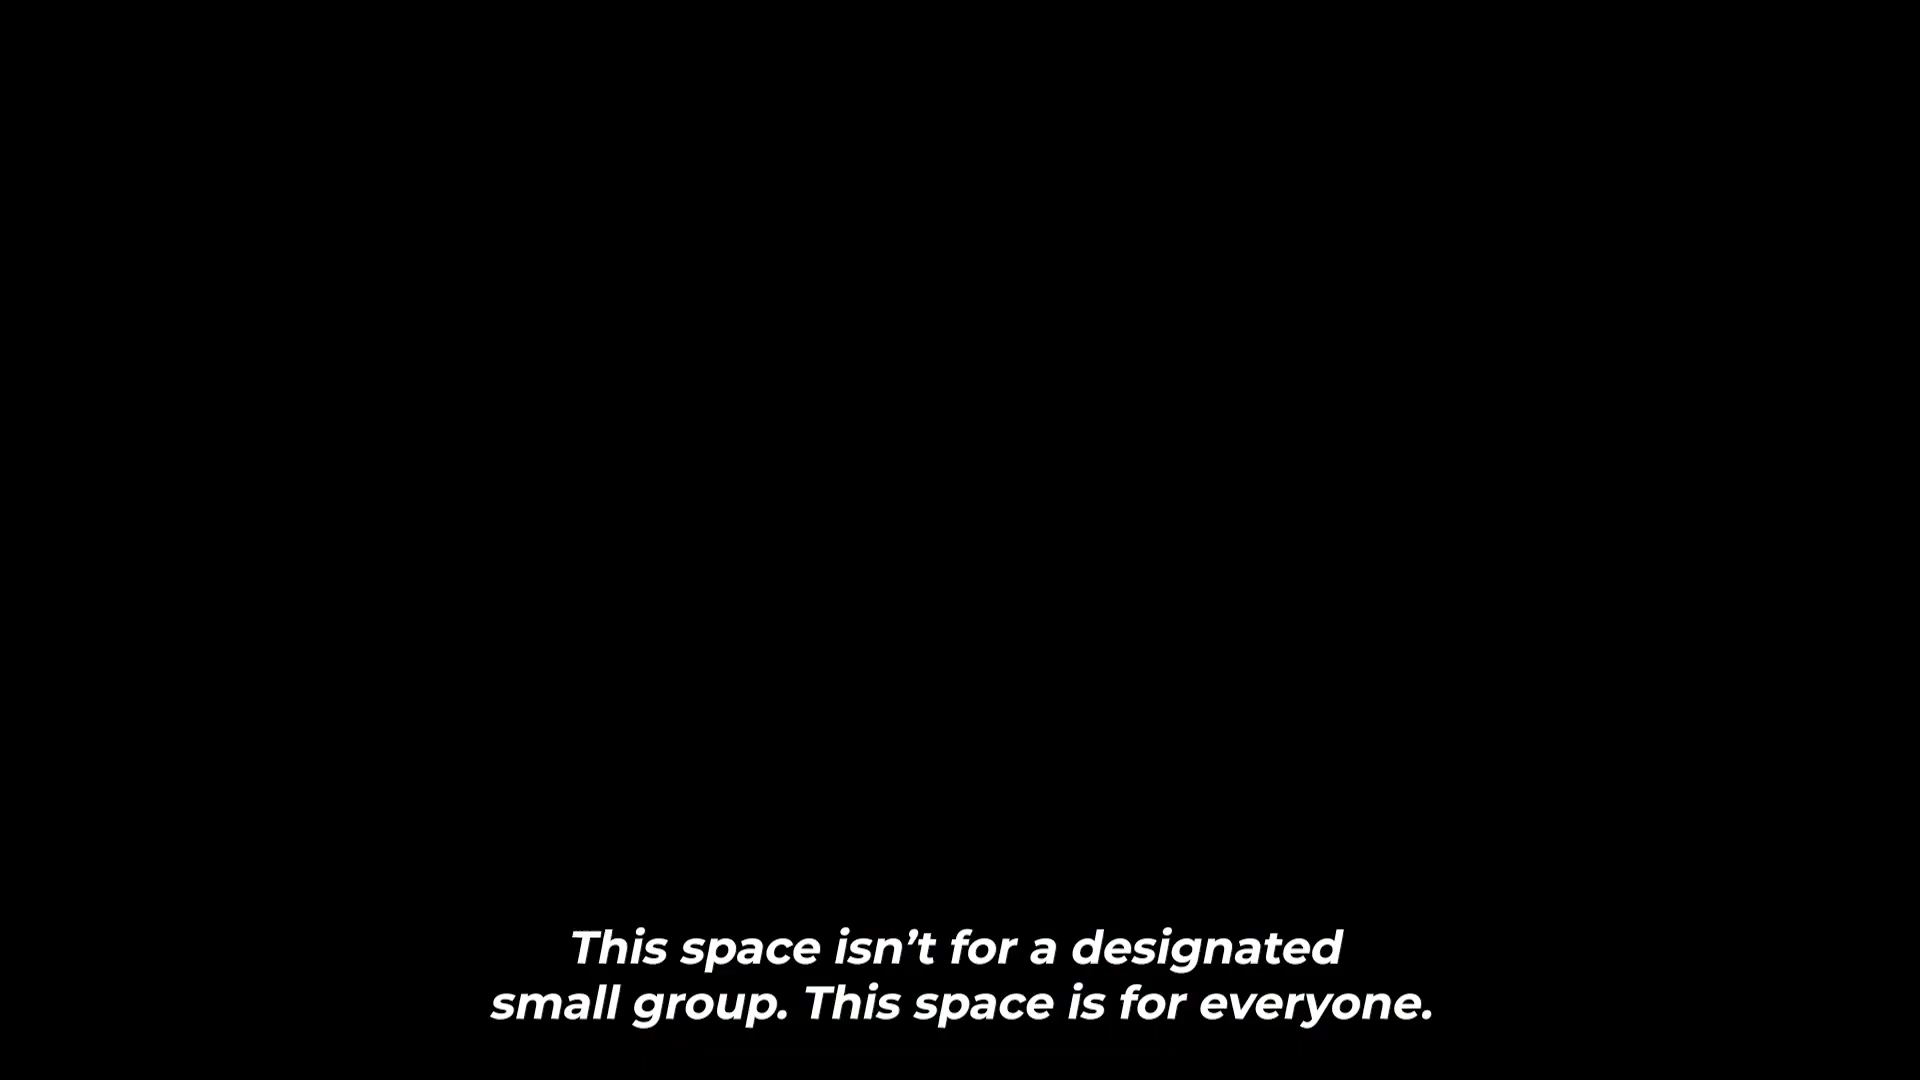 This space isn’t for a designated
small group. This space is for everyone.